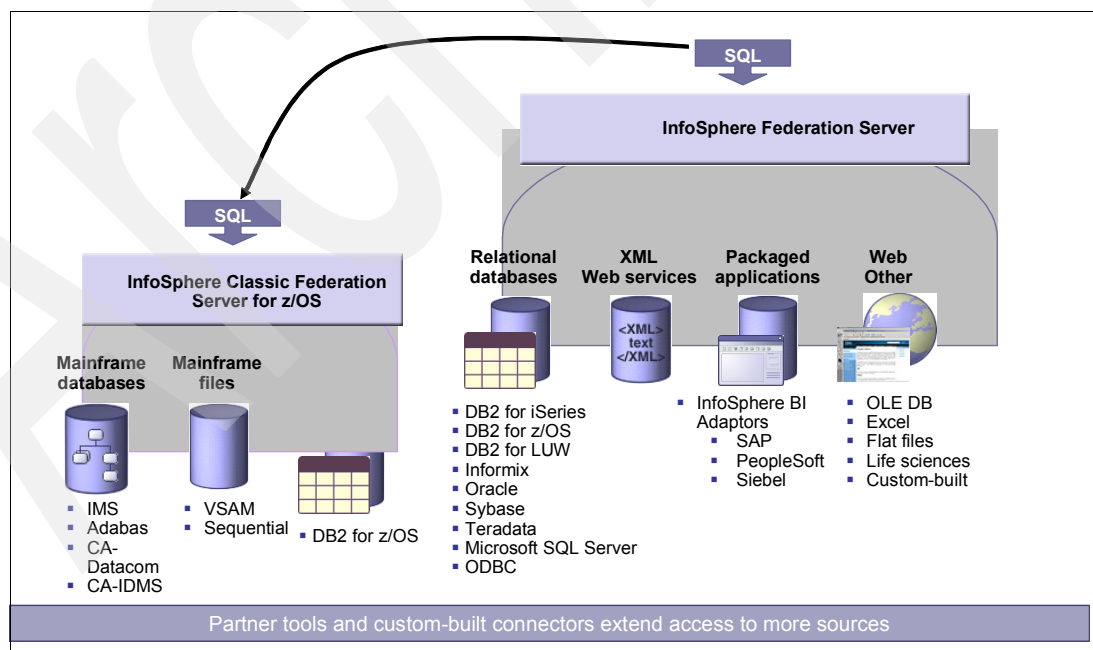 SQL
InfoSphere Federation Server
SQL
InfoSphere Classic Federation
Server for z/OS
Mainframe
databases
▪ IMS
▪ Adabas
▪ CA-
Datacom
▪ CA-IDMS
Mainframe
files
▪ VSAM
▪ Sequential
▪ DB2 for z/OS
Relational
databases
▪ DB2 for iSeries
▪ DB2 for z/OS
▪ DB2 for LUW
▪ Informix
▪ Oracle
▪ Sybase
▪ Teradata
▪ Microsoft SQL Server
▪ ODBC
XML
Web services
<XML>
text
</XML>
Packaged
applications
▪ InfoSphere BI
Adaptors
▪ SAP
▪ PeopleSoft
▪ Siebel
Web
Other
▪ OLE DB
▪ Excel
▪ Flat files
▪ Life sciences
▪ Custom-built
Partner tools and custom-built connectors extend access to more sources